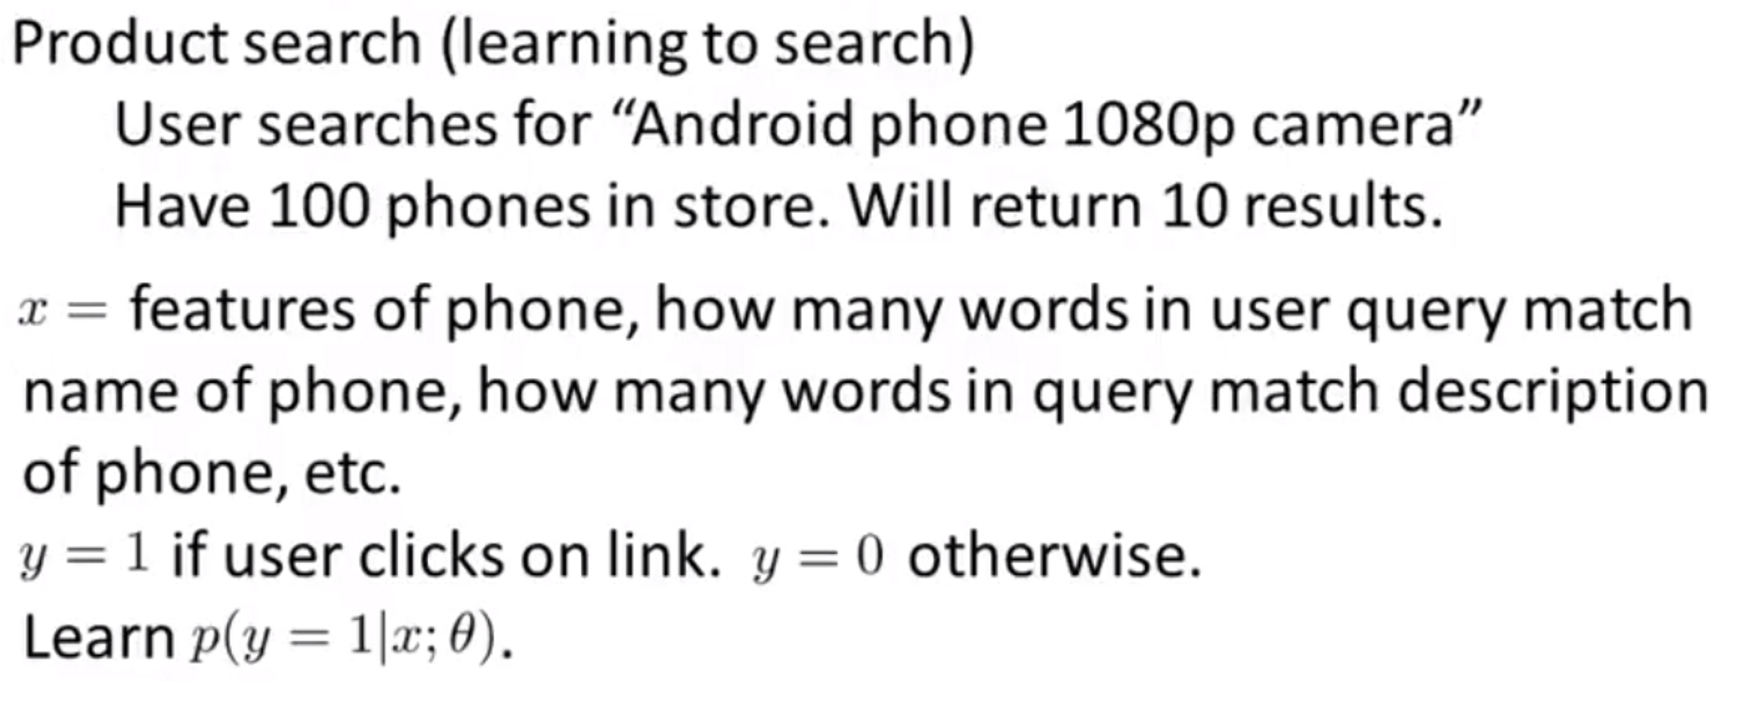 Product search (learning to search)
User searches for “Android phone 1080p camera”
Have 100 phones in store. Will return 10 results.
x = features of phone, how many words in user query match
name of phone, how many words in query match description
of phone, etc.
y = 1 if user clicks on link. y = 0 otherwise.
Learn p(y = 1|x; θ).